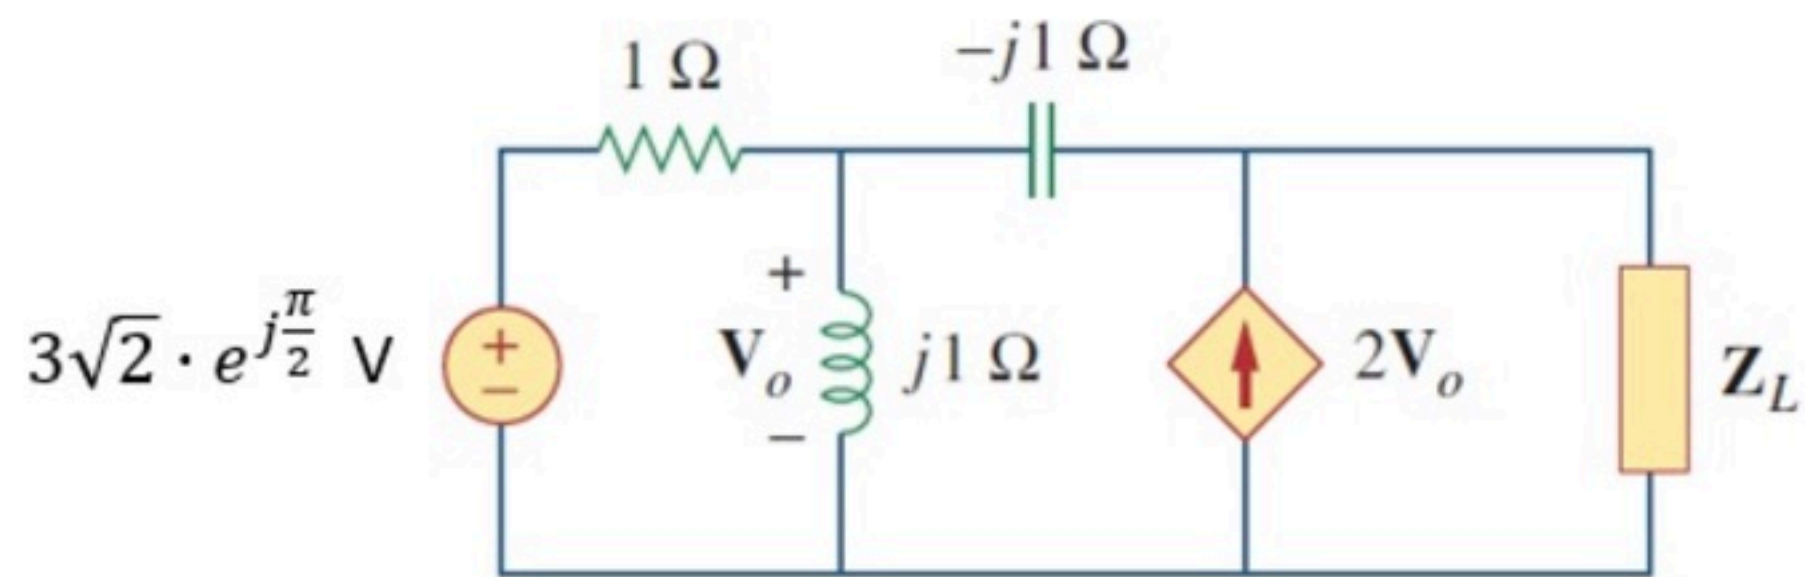 1 Ω
−j1 Ω
3√2 · e^{jπ/2} V
+
−
+
V_o
−
j1 Ω
2V_o
Z_L